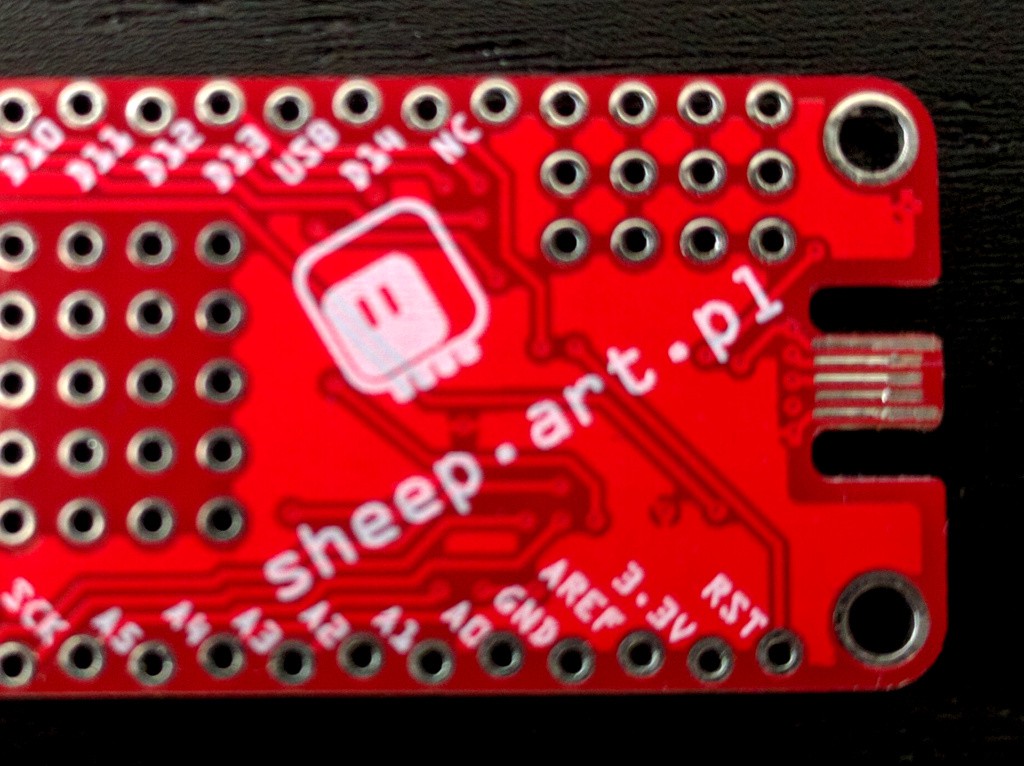 D10 D11 D12 D13 USB D14 NC
sheep.art.pl
SCK A5 A4 A3 A2 A1 A0 GND AREF 3.3V RST